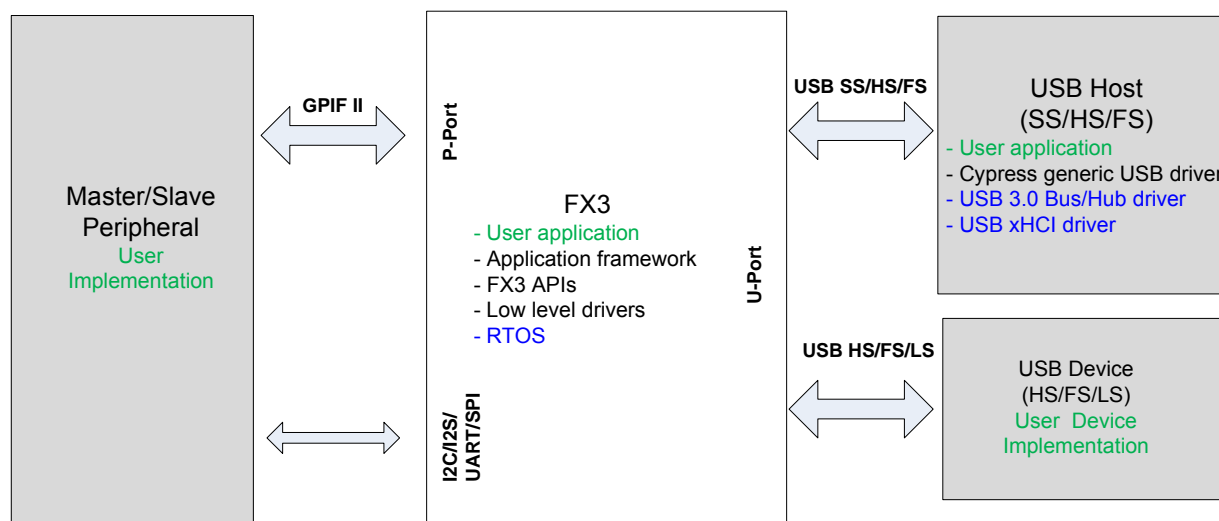 Master/Slave
Peripheral
User
Implementation
GPIF II
P-Port
I2C/I2S/
UART/SPI
FX3
- User application
- Application framework
- FX3 APIs
- Low level drivers
- RTOS
U-Port
USB SS/HS/FS
USB Host
(SS/HS/FS)
- User application
- Cypress generic USB driver
- USB 3.0 Bus/Hub driver
- USB xHCI driver
USB HS/FS/LS
USB Device
(HS/FS/LS)
User  Device
Implementation